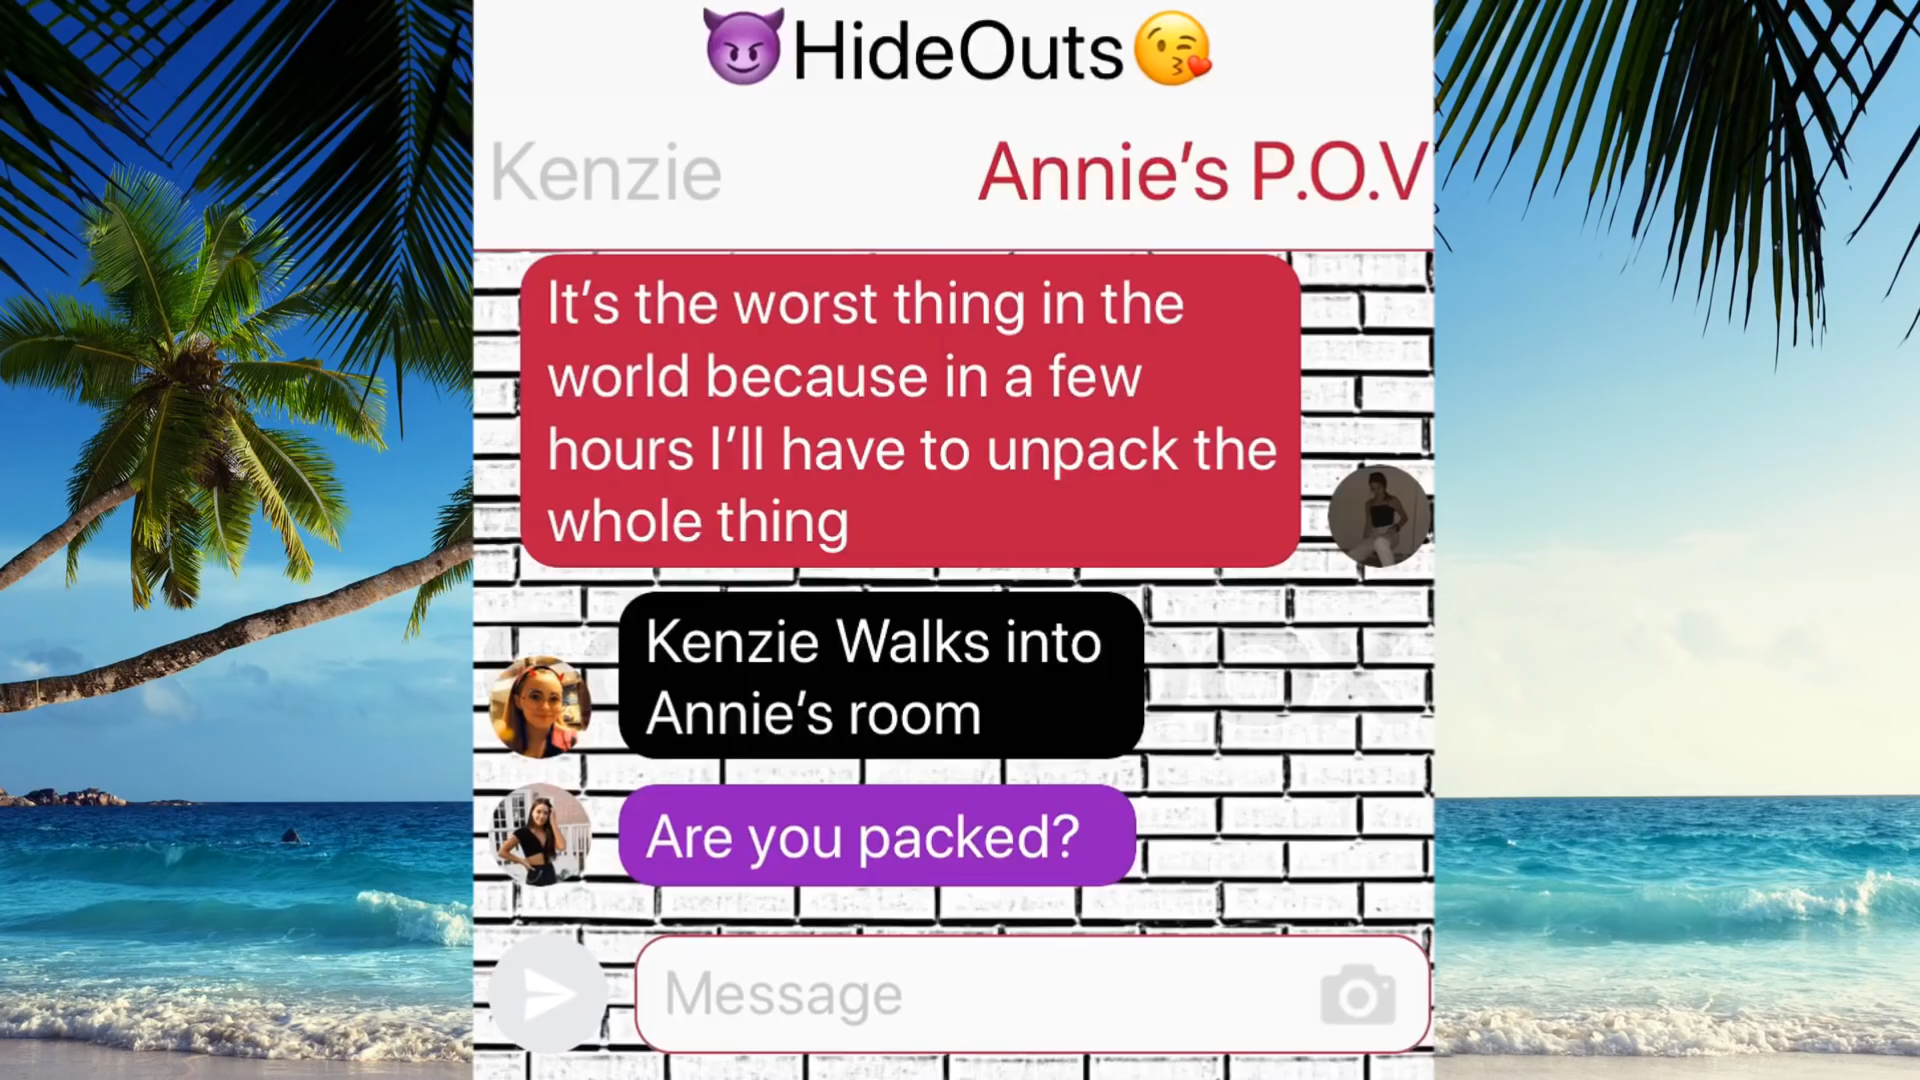 😈HideOuts😘
Kenzie Annie's P.O.V
It's the worst thing in the
world because in a few
hours I'll have to unpack the
whole thing
Kenzie Walks into
Annie's room
Are you packed?
Message